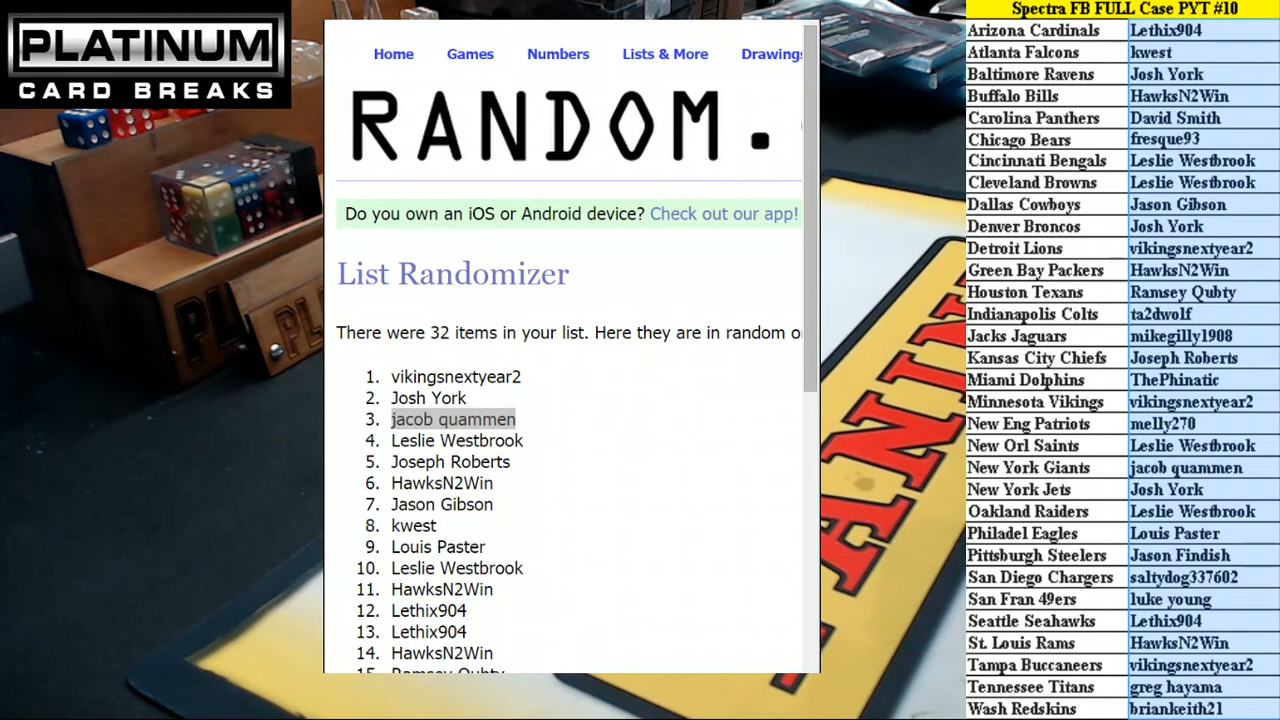 PLATINUM
CARD BREAKS
Home Games Numbers Lists & More Drawings
RANDOM.
Do you own an iOS or Android device? Check out our app!
List Randomizer
There were 32 items in your list. Here they are in random o
1. vikingsnextyear2
2. Josh York
3. jacob quammen
4. Leslie Westbrook
5. Joseph Roberts
6. HawksN2Win
7. Jason Gibson
8. kwest
9. Louis Paster
10. Leslie Westbrook
11. HawksN2Win
12. Lethix904
13. Lethix904
14. HawksN2Win
15. Ramsey Qubty
Spectra FB FULL Case PYT #10
Arizona Cardinals Lethix904
Atlanta Falcons kwest
Baltimore Ravens Josh York
Buffalo Bills HawksN2Win
Carolina Panthers David Smith
Chicago Bears fresque93
Cincinnati Bengals Leslie Westbrook
Cleveland Browns Leslie Westbrook
Dallas Cowboys Jason Gibson
Denver Broncos Josh York
Detroit Lions vikingsnextyear2
Green Bay Packers HawksN2Win
Houston Texans Ramsey Qubty
Indianapolis Colts ta2dwolf
Jacks Jaguars mikegilly1908
Kansas City Chiefs Joseph Roberts
Miami Dolphins ThePhinatic
Minnesota Vikings vikingsnextyear2
New Eng Patriots melly270
New Orl Saints Leslie Westbrook
New York Giants jacob quammen
New York Jets Josh York
Oakland Raiders Leslie Westbrook
Philadel Eagles Louis Paster
Pittsburgh Steelers Jason Findish
San Diego Chargers saltydog337602
San Fran 49ers luke young
Seattle Seahawks Lethix904
St. Louis Rams HawksN2Win
Tampa Buccaneers vikingsnextyear2
Tennessee Titans greg hayama
Wash Redskins briankeith21